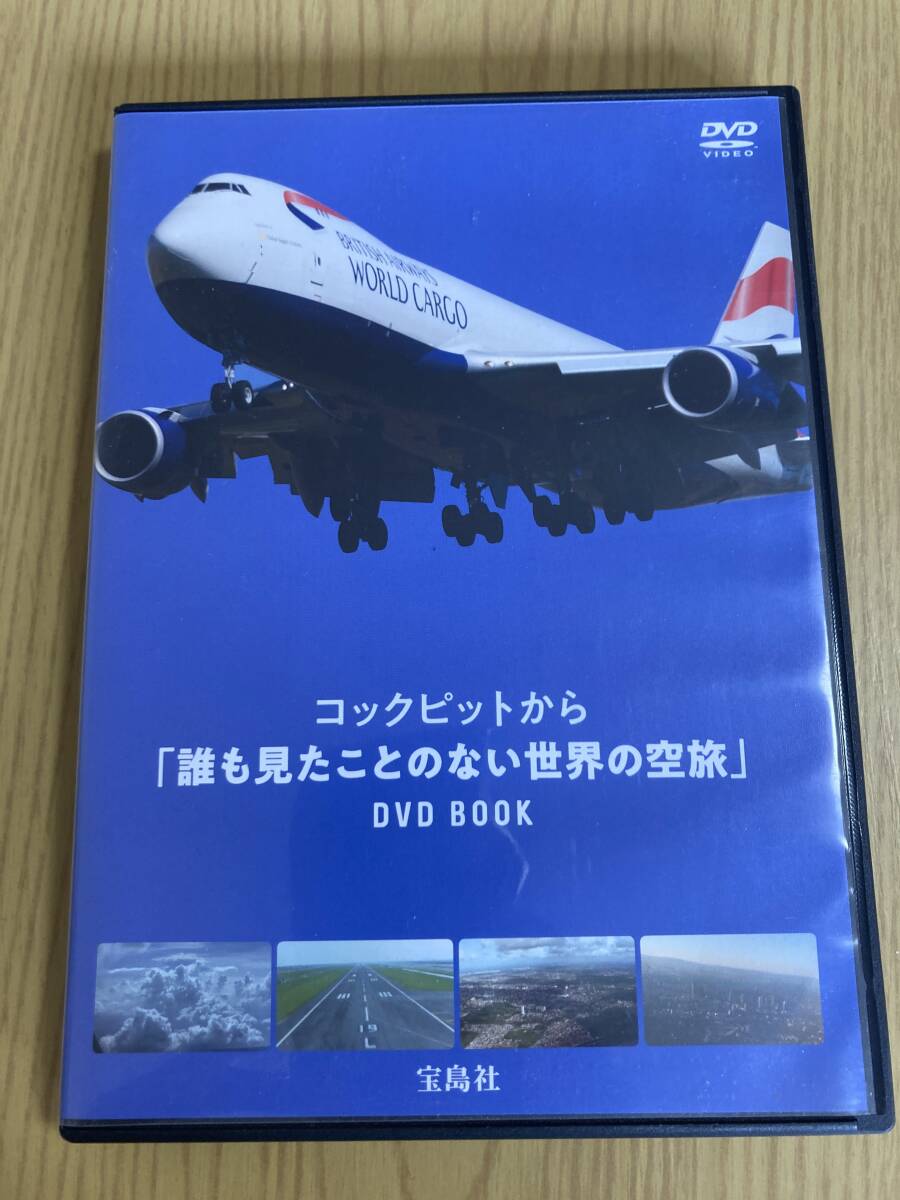 DVD
VIDEO
BRITISH AIRWAYS
WORLD CARGO
コックピットから
「誰も見たことのない世界の空旅」
DVD BOOK
19
L
宝島社